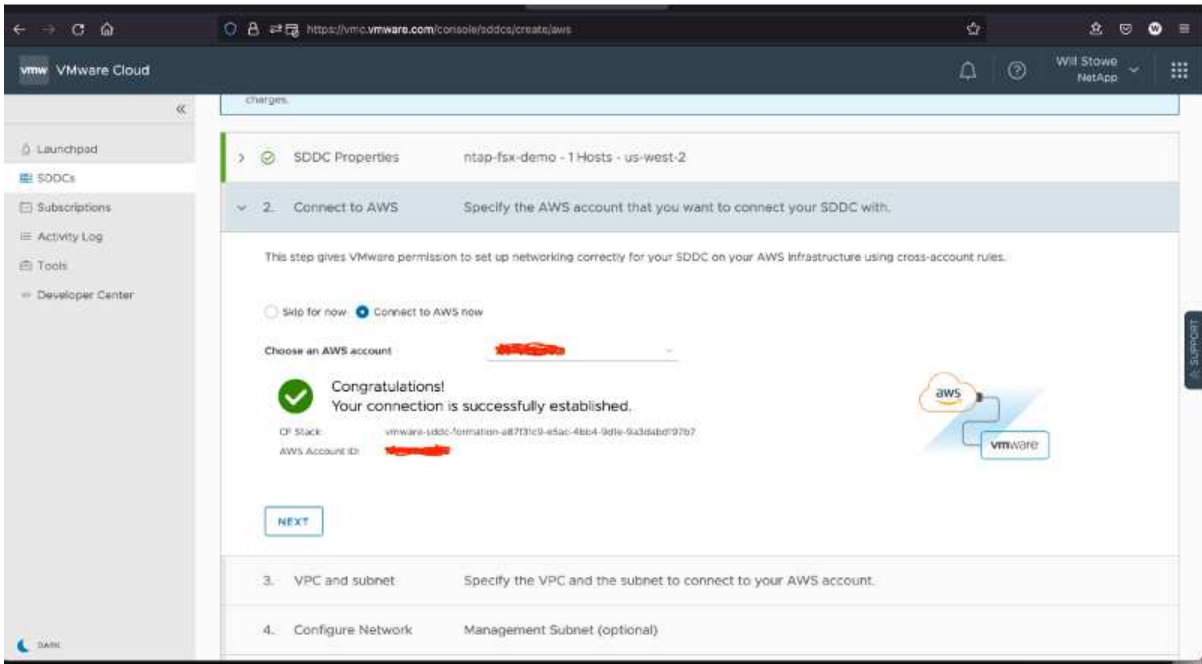 https://vmc.vmware.com/console/sddcs/create/aws
vmw VMware Cloud
Will Stowe
NetApp
charges.
Launchpad
SDDCs
Subscriptions
Activity Log
Tools
Developer Center
SDDC Properties ntap-fsx-demo - 1 Hosts - us-west-2
2. Connect to AWS Specify the AWS account that you want to connect your SDDC with.
This step gives VMware permission to set up networking correctly for your SDDC on your AWS infrastructure using cross-account rules.
Skip for now Connect to AWS now
Choose an AWS account
Congratulations!
Your connection is successfully established.
CF Stack:
AWS Account ID:
aws
vmware
NEXT
3. VPC and subnet Specify the VPC and the subnet to connect to your AWS account.
4. Configure Network Management Subnet (optional)
DARK
SUPPORT